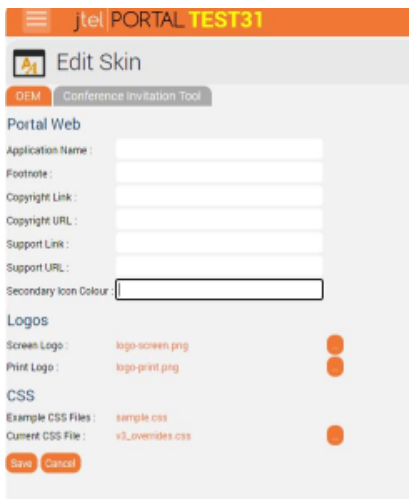 jtel PORTAL TEST31
Edit Skin
OEM Conference Invitation Tool
Portal Web
Application Name :
Footnote :
Copyright Link :
Copyright URL :
Support Link :
Support URL :
Secondary Icon Colour :
Logos
Screen Logo : logo-screen.png ...
Print Logo : logo-print.png ...
CSS
Example CSS Files : sample.css
Current CSS File : v3_overrides.css ...
Save Cancel